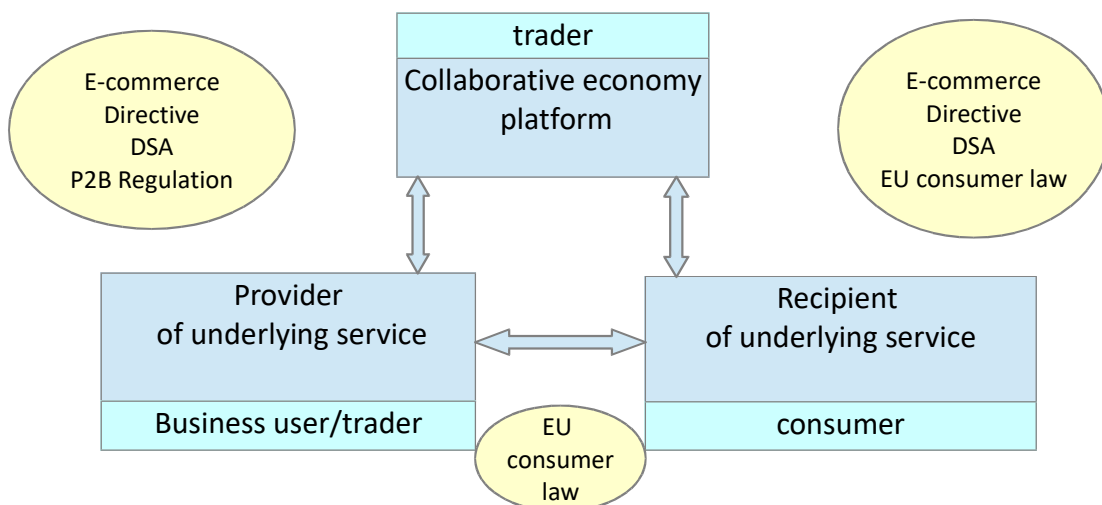 trader
Collaborative economy
platform
E-commerce
Directive
DSA
P2B Regulation
E-commerce
Directive
DSA
EU consumer law
Provider
of underlying service
Business user/trader
Recipient
of underlying service
consumer
EU
consumer
law